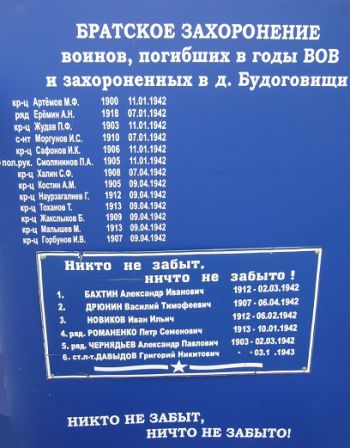 БРАТСКОЕ ЗАХОРОНЕНИЕ
воинов, погибших в годы ВОВ
и захороненных в д. Будоговищи
кр-ц Артёмов М.Ф. 1900 11.01.1942
ряд Ерёмин А.Н. 1918 07.01.1942
кр-ц Жудав П.Ф. 1903 11.01.1942
с-нт Моргунов И.С. 1910 07.01.1942
кр-ц Сафонов И.К. 1906 11.01.1942
пол.рук. Смолянинов П.А. 1905 11.01.1942
кр-ц Халин С.Ф. 1908 07.04.1942
кр-ц Костин А.М. 1905 09.04.1942
кр-ц Наурзагалиев Г. 1912 09.04.1942
кр-ц Тоханов Т. 1913 09.04.1942
кр-ц Жакслыков Б. 1909 09.04.1942
кр-ц Малышев М. 1913 09.04.1942
кр-ц Горбунов И.В. 1907 09.04.1942
Никто не забыт,
ничто не забыто!
1. БАХТИН Александр Иванович 1912 - 02.03.1942
2. ДРЮНИН Василий Тимофеевич 1907 - 06.04.1942
3. НОВИКОВ Иван Ильич 1912 - 06.02.1942
4. ряд. РОМАНЕНКО Петр Семенович 1913 - 10.01.1942
5. ряд. ЧЕРНЯДЬЕВ Александр Павлович 1903 - 02.03.1942
6. ст.л-т.ДАВЫДОВ Григорий Никитович - 03.1 .1943
НИКТО НЕ ЗАБЫТ,
НИЧТО НЕ ЗАБЫТО!